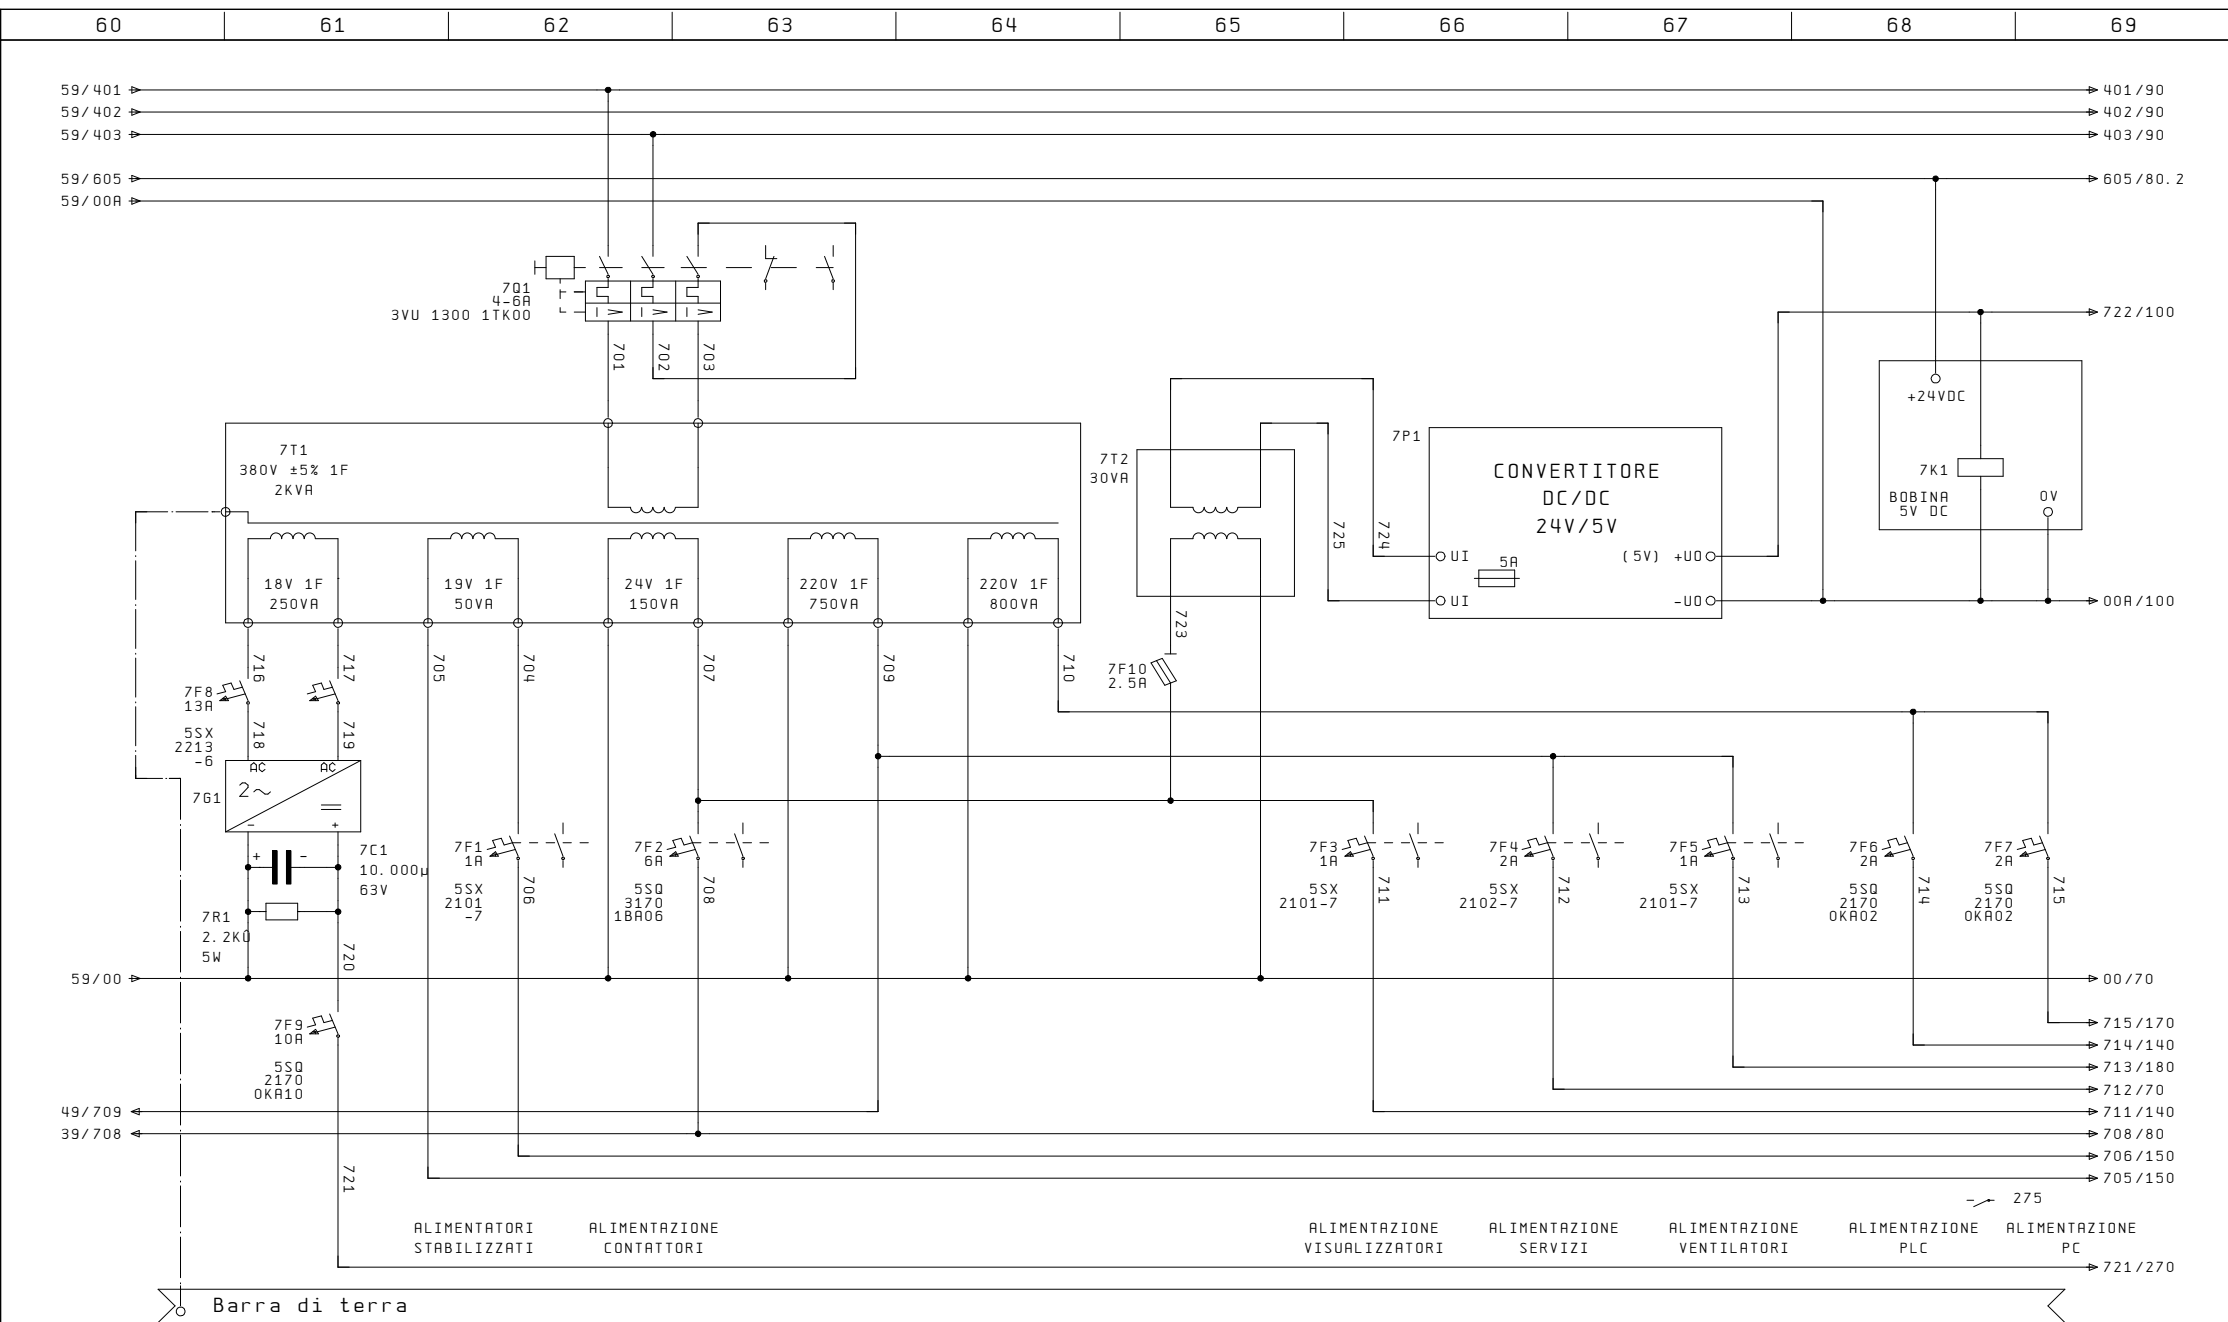 60 61 62 63 64 65 66 67 68 69
59/401 401/90
59/402 402/90
59/403 403/90
59/605 605/80.2
59/00A 00A/100
722/100
7Q1
4-6A
3VU 1300 1TK00
701 702 703
7T1
380V ±5% 1F
2KVA
18V 1F
250VA
19V 1F
50VA
24V 1F
150VA
220V 1F
750VA
220V 1F
800VA
7T2
30VA
725 724
7P1
CONVERTITORE
DC/DC
24V/5V
UI
5A
UI
(5V) +UO
-UO
+24VDC
7K1
BOBINA
5V DC
0V
716 717 705 704 707 709 710 723
7F8
13A
5SX
2213
-6
718 719
7F10
2.5A
AC AC
2~
7G1
- +
+ -
7C1
10.000µ
63V
7R1
2.2KÛ
5W
720
7F1
1A
5SX
2101
-7
706
7F2
6A
5SQ
3170
1BA06
708
7F3
1A
5SX
2101-7
711
7F4
2A
5SX
2102-7
712
7F5
1A
5SX
2101-7
713
7F6
2A
5SQ
2170
0KA02
714
7F7
2A
5SQ
2170
0KA02
715
59/00 00/70
7F9
10A
5SQ
2170
0KA10
715/170
714/140
713/180
712/70
49/709 711/140
39/708 708/80
706/150
705/150
721
275
ALIMENTATORI
STABILIZZATI
ALIMENTAZIONE
CONTATTORI
ALIMENTAZIONE
VISUALIZZATORI
ALIMENTAZIONE
SERVIZI
ALIMENTAZIONE
VENTILATORI
ALIMENTAZIONE
PLC
ALIMENTAZIONE
PC
721/270
Barra di terra